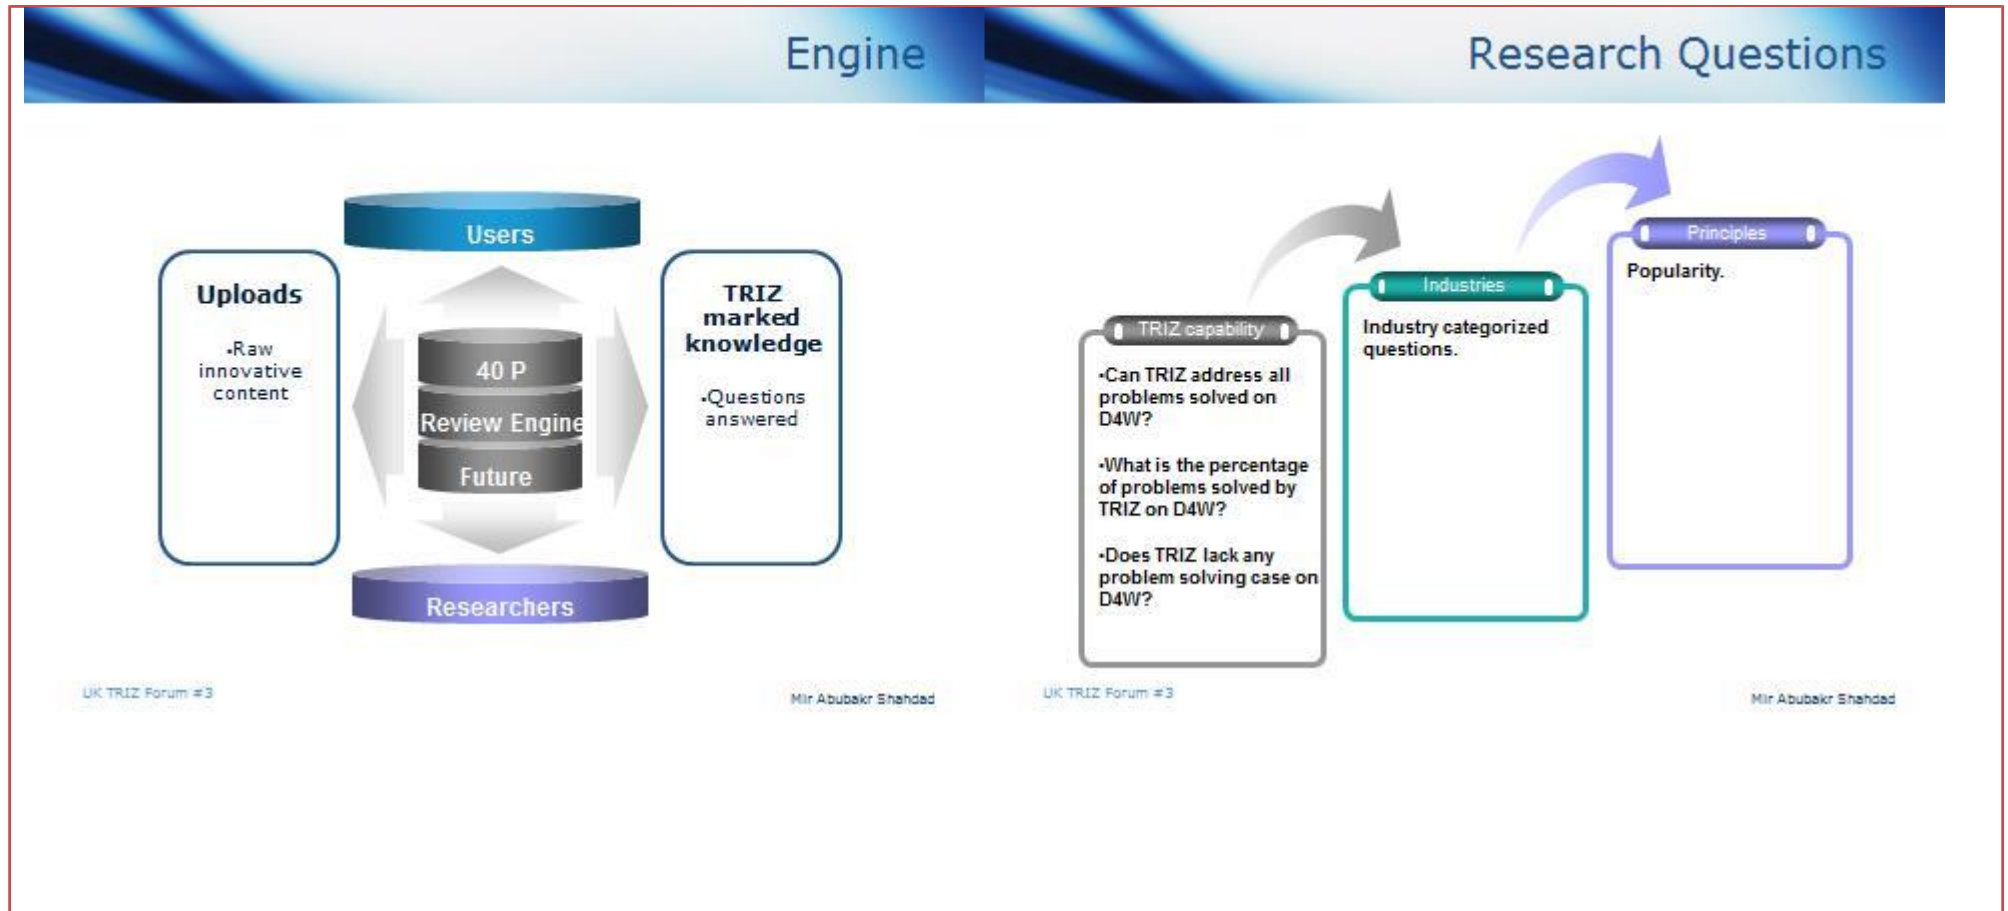 Engine
Users
Uploads
•Raw
innovative
content
40 P
Review Engine
Future
TRIZ
marked
knowledge
•Questions
answered
Researchers
UK TRIZ Forum #3
Mir Abubakr Shahdad
Research Questions
TRIZ capability
•Can TRIZ address all
problems solved on
D4W?
•What is the percentage
of problems solved by
TRIZ on D4W?
•Does TRIZ lack any
problem solving case on
D4W?
Industries
Industry categorized
questions.
Principles
Popularity.
UK TRIZ Forum #3
Mir Abubakr Shahdad